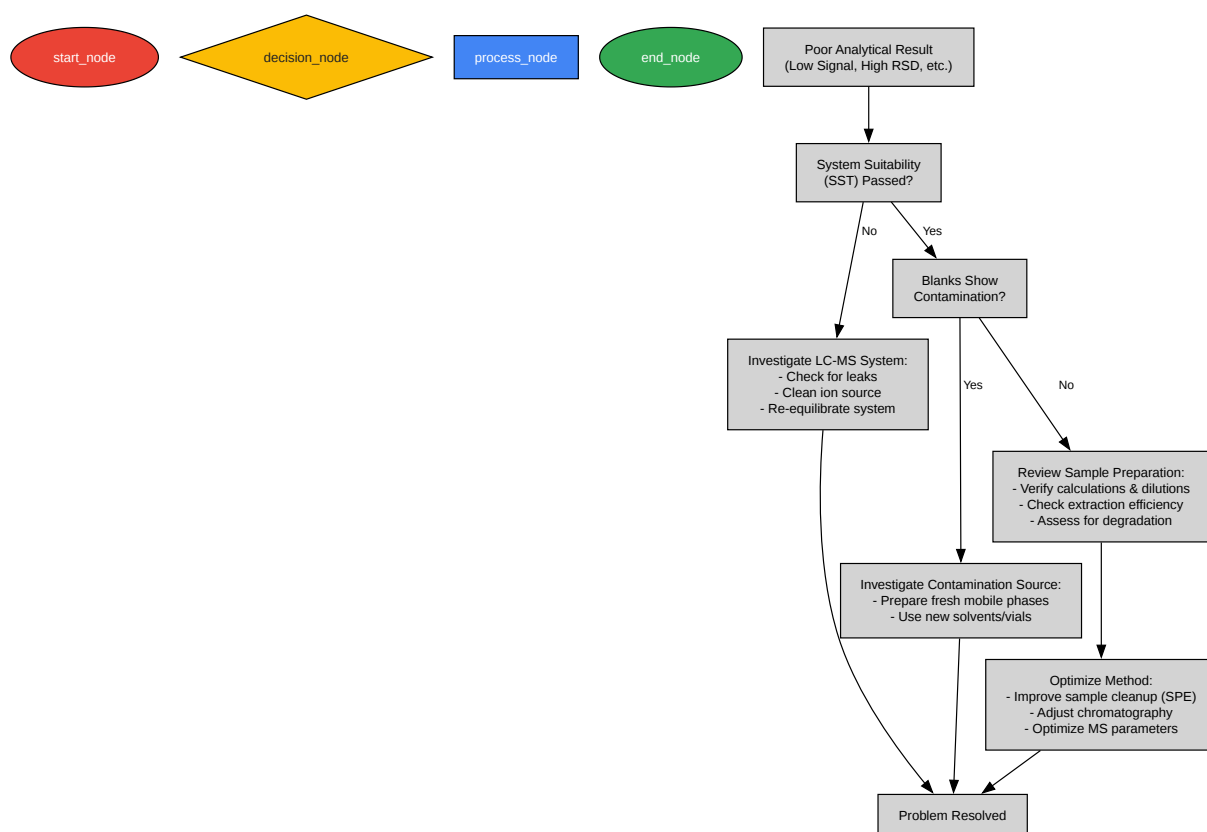 start_node
decision_node
process_node
end_node
Poor Analytical Result
(Low Signal, High RSD, etc.)
System Suitability
(SST) Passed?
No
Yes
Blanks Show
Contamination?
Investigate LC-MS System:
- Check for leaks
- Clean ion source
- Re-equilibrate system
Yes
No
Review Sample Preparation:
- Verify calculations & dilutions
- Check extraction efficiency
- Assess for degradation
Investigate Contamination Source:
- Prepare fresh mobile phases
- Use new solvents/vials
Optimize Method:
- Improve sample cleanup (SPE)
- Adjust chromatography
- Optimize MS parameters
Problem Resolved